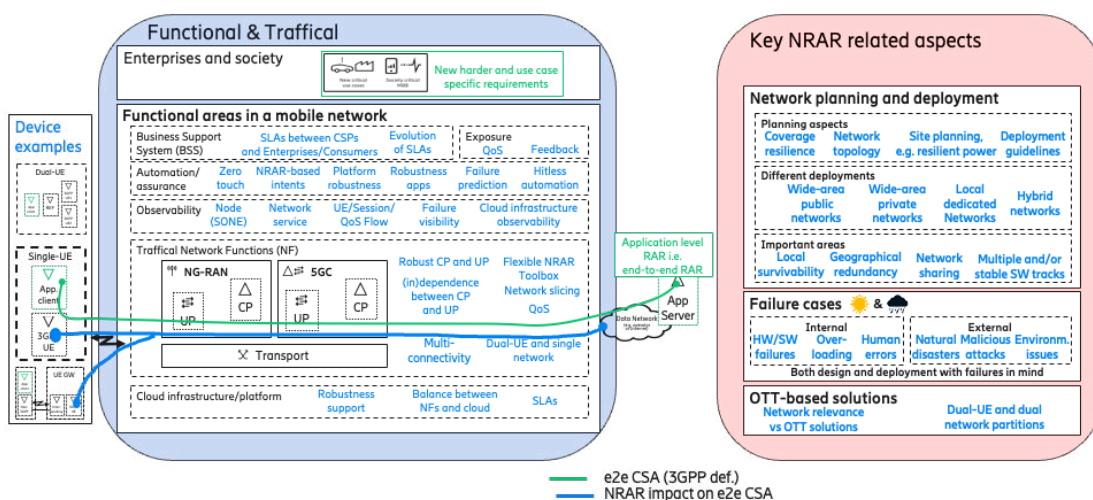 Functional & Traffical
Enterprises and society
New critical
use cases
Society critical
MBB
New harder and use case
specific requirements
Functional areas in a mobile network
Business Support
System (BSS)
SLAs between CSPs
and Enterprises/Consumers
Evolution
of SLAs
Exposure
QoS
Feedback
Automation/
assurance
Zero
touch
NRAR-based
intents
Platform
robustness
Robustness
apps
Failure
prediction
Hitless
automation
Observability
Node
(SONE)
Network
service
UE/Session/
QoS Flow
Failure
visibility
Cloud infrastructure
observability
Traffical Network Functions (NF)
NG-RAN
UP
CP
5GC
UP
CP
Robust CP and UP
(in)dependence
between CP
and UP
Flexible NRAR
Toolbox
Network slicing
QoS
Transport
Multi-
connectivity
Dual-UE and single
network
Cloud infrastructure/platform
Robustness
support
Balance between
NFs and cloud
SLAs
Device
examples
Dual-UE
Single-UE
App.
client
3G
UE
UE GW
Application level
RAR i.e.
end-to-end RAR
App
Server
Data Network
Key NRAR related aspects
Network planning and deployment
Planning aspects
Coverage
resilience
Network
topology
Site planning,
e.g. resilient power
Deployment
guidelines
Different deployments
Wide-area
public
networks
Wide-area
private
networks
Local
dedicated
Networks
Hybrid
networks
Important areas
Local
survivability
Geographical
redundancy
Network
sharing
Multiple and/or
stable SW tracks
Failure cases &
Internal
HW/SW
failures
Over-
loading
Human
errors
External
Natural
disasters
Malicious
attacks
Environm.
issues
Both design and deployment with failures in mind
OTT-based solutions
Network relevance
vs OTT solutions
Dual-UE and dual
network partitions
e2e CSA (3GPP def.)
NRAR impact on e2e CSA